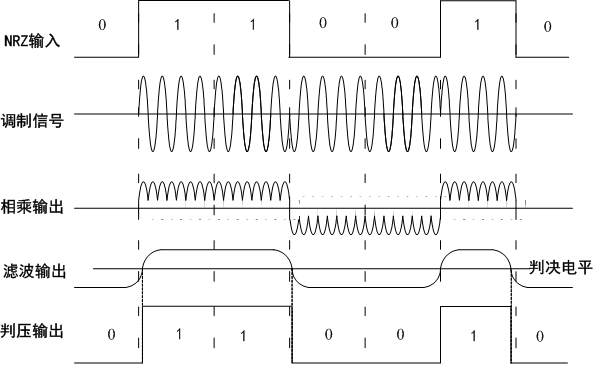 NRZ输入 0 1 1 0 0 1 0
调制信号
相乘输出
滤波输出 判决电平
判压输出 0 1 1 0 0 1 0